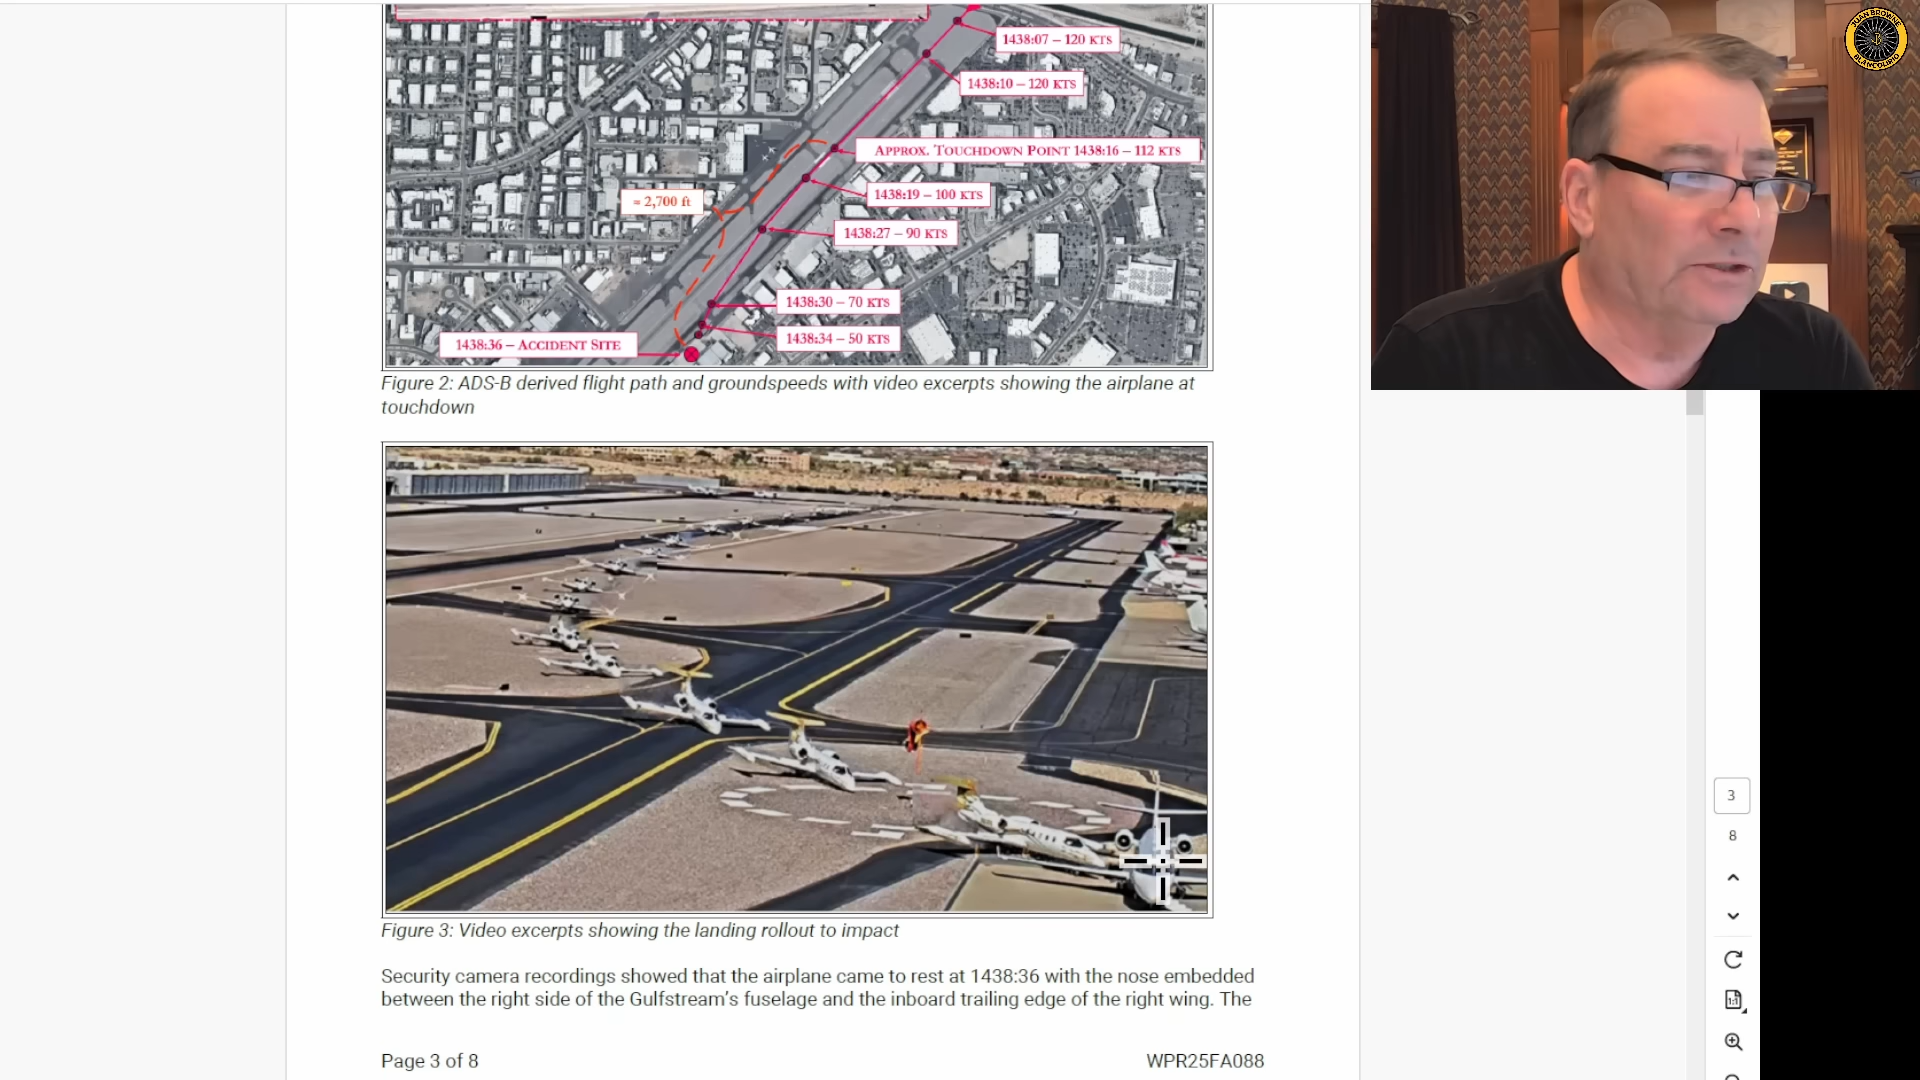 1438:07 – 120 KTS
1438:10 – 120 KTS
APPROX. TOUCHDOWN POINT 1438:16 – 112 KTS
1438:19 – 100 KTS
≈ 2,700 ft
1438:27 – 90 KTS
1438:30 – 70 KTS
1438:34 – 50 KTS
1438:36 – ACCIDENT SITE
Figure 2: ADS-B derived flight path and groundspeeds with video excerpts showing the airplane at
touchdown
Figure 3: Video excerpts showing the landing rollout to impact
Security camera recordings showed that the airplane came to rest at 1438:36 with the nose embedded
between the right side of the Gulfstream's fuselage and the inboard trailing edge of the right wing. The
Page 3 of 8
WPR25FA088
3
8
1:1
JUAN BROWNE
BLANCOLIRIO